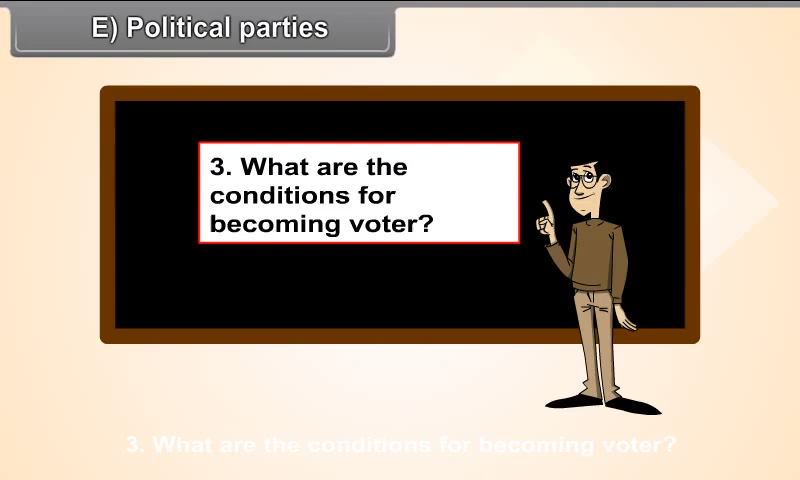 E) Political parties
3. What are the
conditions for
becoming voter?
3. What are the conditions for becoming voter?